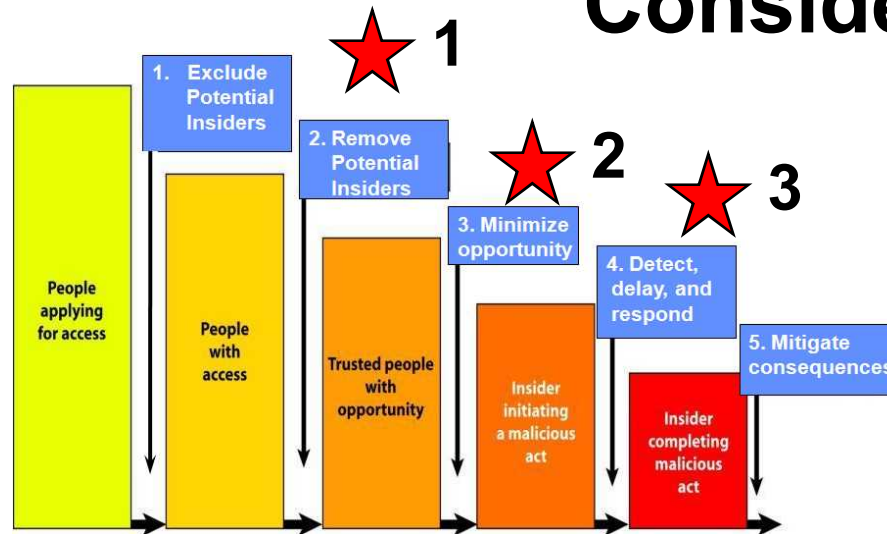 Conside
1
1. Exclude
Potential
Insiders
2. Remove
Potential
Insiders
2
3
3. Minimize
opportunity
4. Detect,
delay, and
respond
5. Mitigate
consequences
People
applying
for access
People
with
access
Trusted people
with
opportunity
Insider
initiating
a malicious
act
Insider
completing
malicious
act